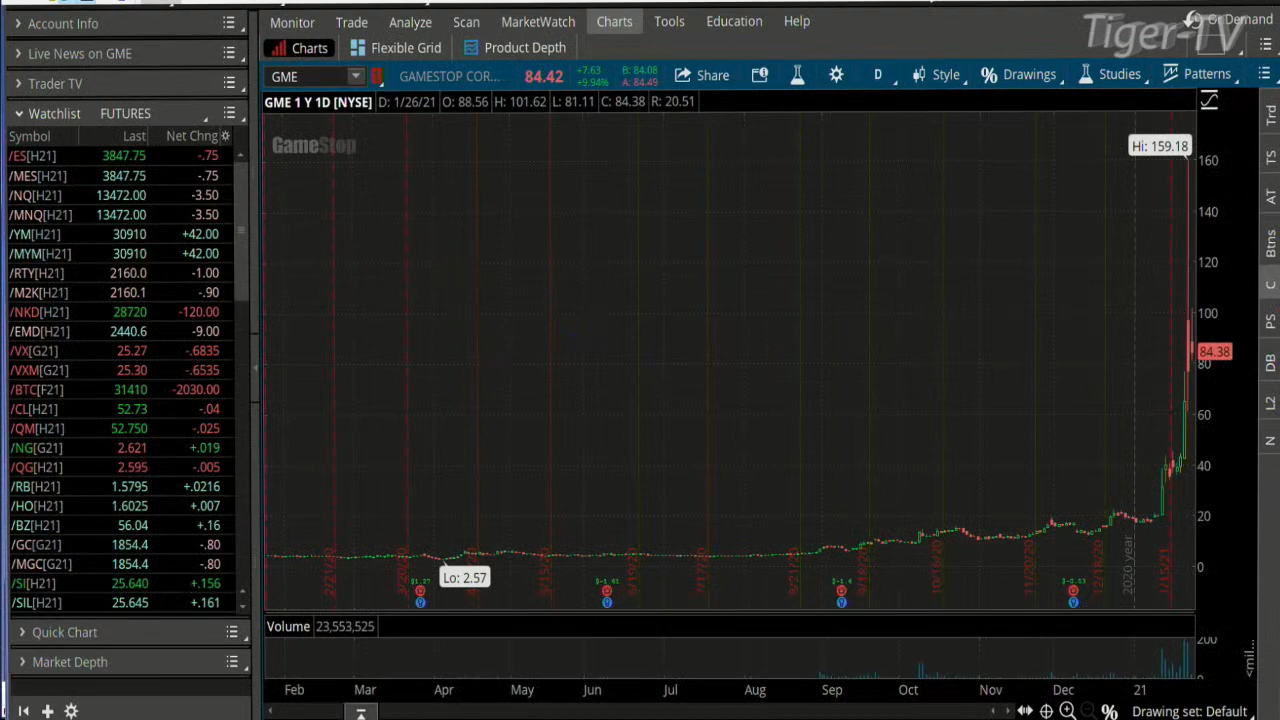 Account Info
Live News on GME
Trader TV
Watchlist FUTURES
Symbol Last Net Chng
/ES[H21] 3847.75 -.75
/MES[H21] 3847.75 -.75
/NQ[H21] 13472.00 -3.50
/MNQ[H21] 13472.00 -3.50
/YM[H21] 30910 +42.00
/MYM[H21] 30910 +42.00
/RTY[H21] 2160.0 -1.00
/M2K[H21] 2160.1 -.90
/NKD[H21] 28720 -120.00
/EMD[H21] 2440.6 -9.00
/VX[G21] 25.27 -.6835
/VXM[G21] 25.30 -.6535
/BTC[F21] 31410 -2030.00
/CL[H21] 52.73 -.04
/QM[H21] 52.750 -.025
/NG[G21] 2.621 +.019
/QG[H21] 2.595 -.005
/RB[H21] 1.5795 +.0216
/HO[H21] 1.6025 +.007
/BZ[H21] 56.04 +.16
/GC[H21] 1854.4 -.80
/MGC[H21] 1854.4 -.80
/SI[H21] 25.640 +.156
/SIL[H21] 25.645 +.161
Quick Chart
Market Depth
Monitor Trade Analyze Scan MarketWatch Charts Tools Education Help
Tiger-TV
Charts Flexible Grid Product Depth
GME GAMESTOP COR... 84.42 +7.63 +9.94% B: 84.08 A: 84.49 Share D Style % Drawings Studies Patterns
GME 1 Y 1D [NYSE] D: 1/26/21 O: 88.56 H: 101.62 L: 81.11 C: 84.38 R: 20.51
GameStop
Hi: 159.18
160
140
120
100
84.38
80
60
40
20
0
Lo: 2.57
2020 year
Volume 23,553,525
200
<mil...
Feb Mar Apr May Jun Jul Aug Sep Oct Nov Dec 21
% Drawing set: Default
Trd
TS
AT
Btns
C
PS
DB
L2
N